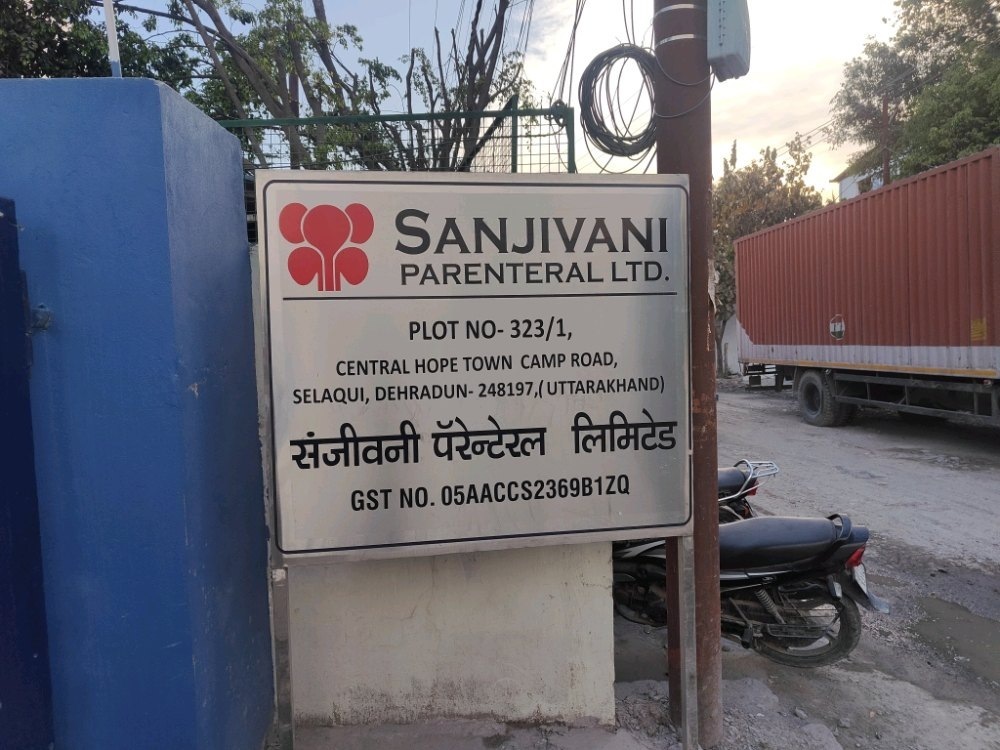 SANJIVANI
PARENTERAL LTD.
PLOT NO- 323/1,
CENTRAL HOPE TOWN CAMP ROAD,
SELAQUI, DEHRADUN- 248197,(UTTARAKHAND)
संजीवनी पॅरेन्टेरल लिमिटेड
GST NO. 05AACCS2369B1ZQ